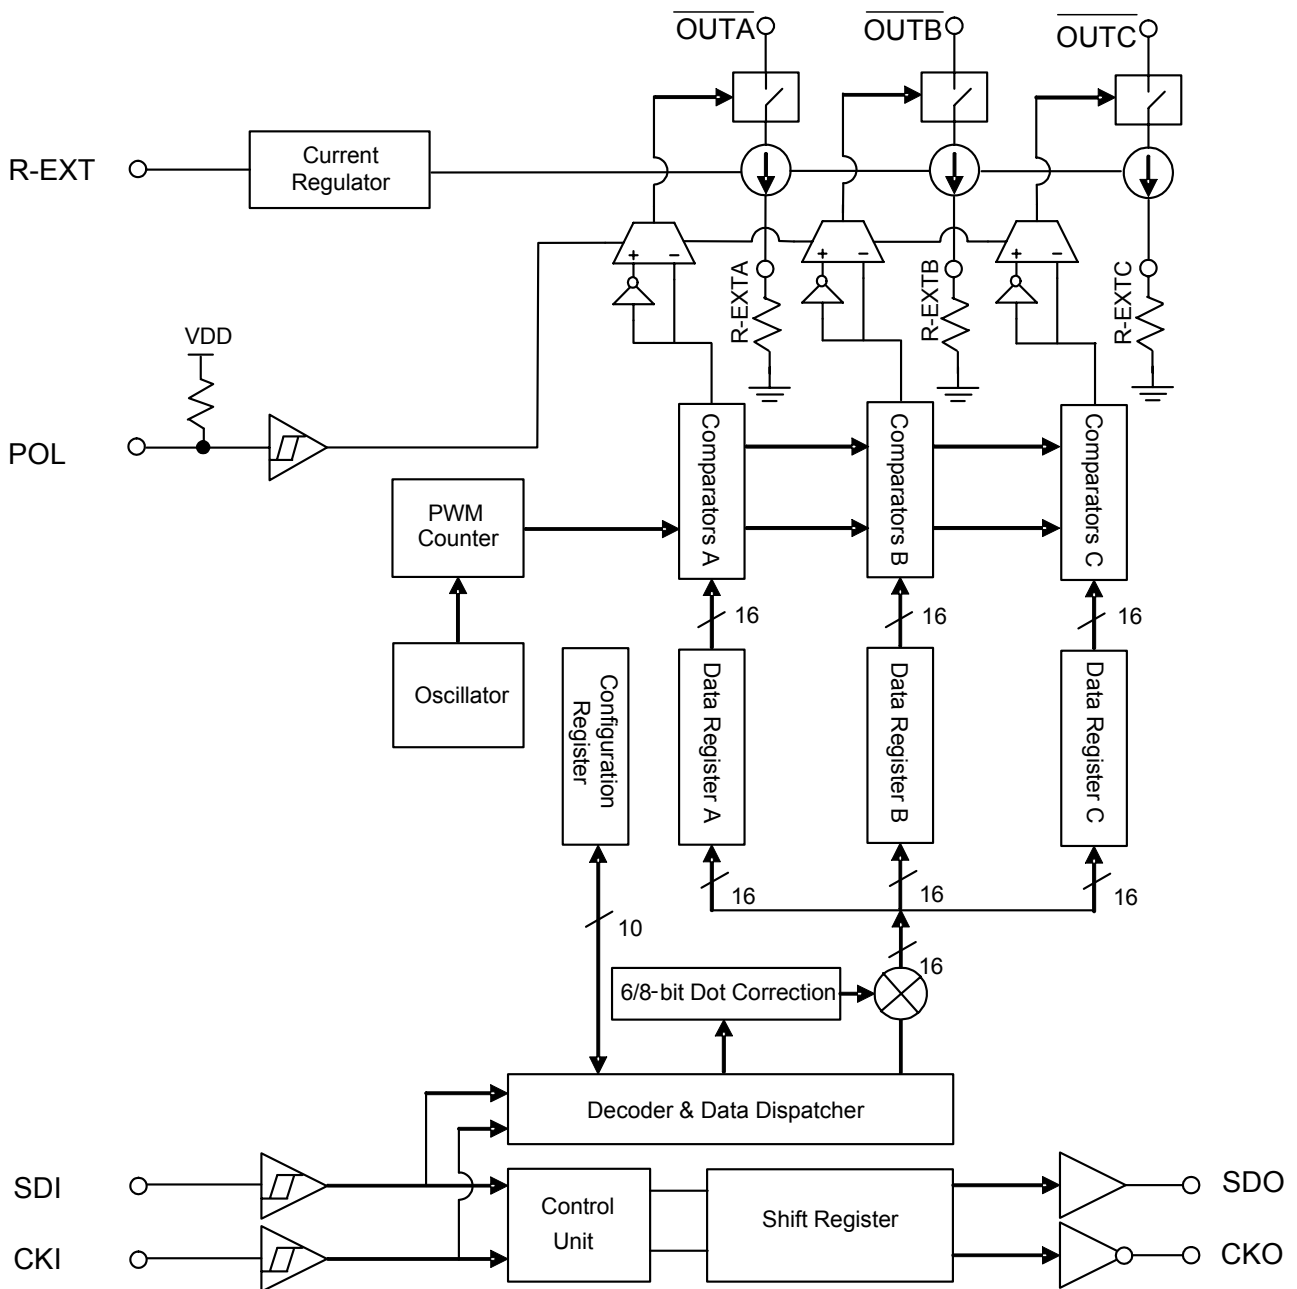 OUTA
OUTB
OUTC
R-EXT
Current
Regulator
+
-
+
-
+
-
R-EXTA
R-EXTB
R-EXTC
VDD
POL
PWM
Counter
Comparators A
Comparators B
Comparators C
16
16
16
Oscillator
Configuration
Register
Data Register A
Data Register B
Data Register C
16
16
16
10
16
6/8-bit Dot Correction
Decoder & Data Dispatcher
SDI
Control
Unit
Shift Register
SDO
CKI
CKO